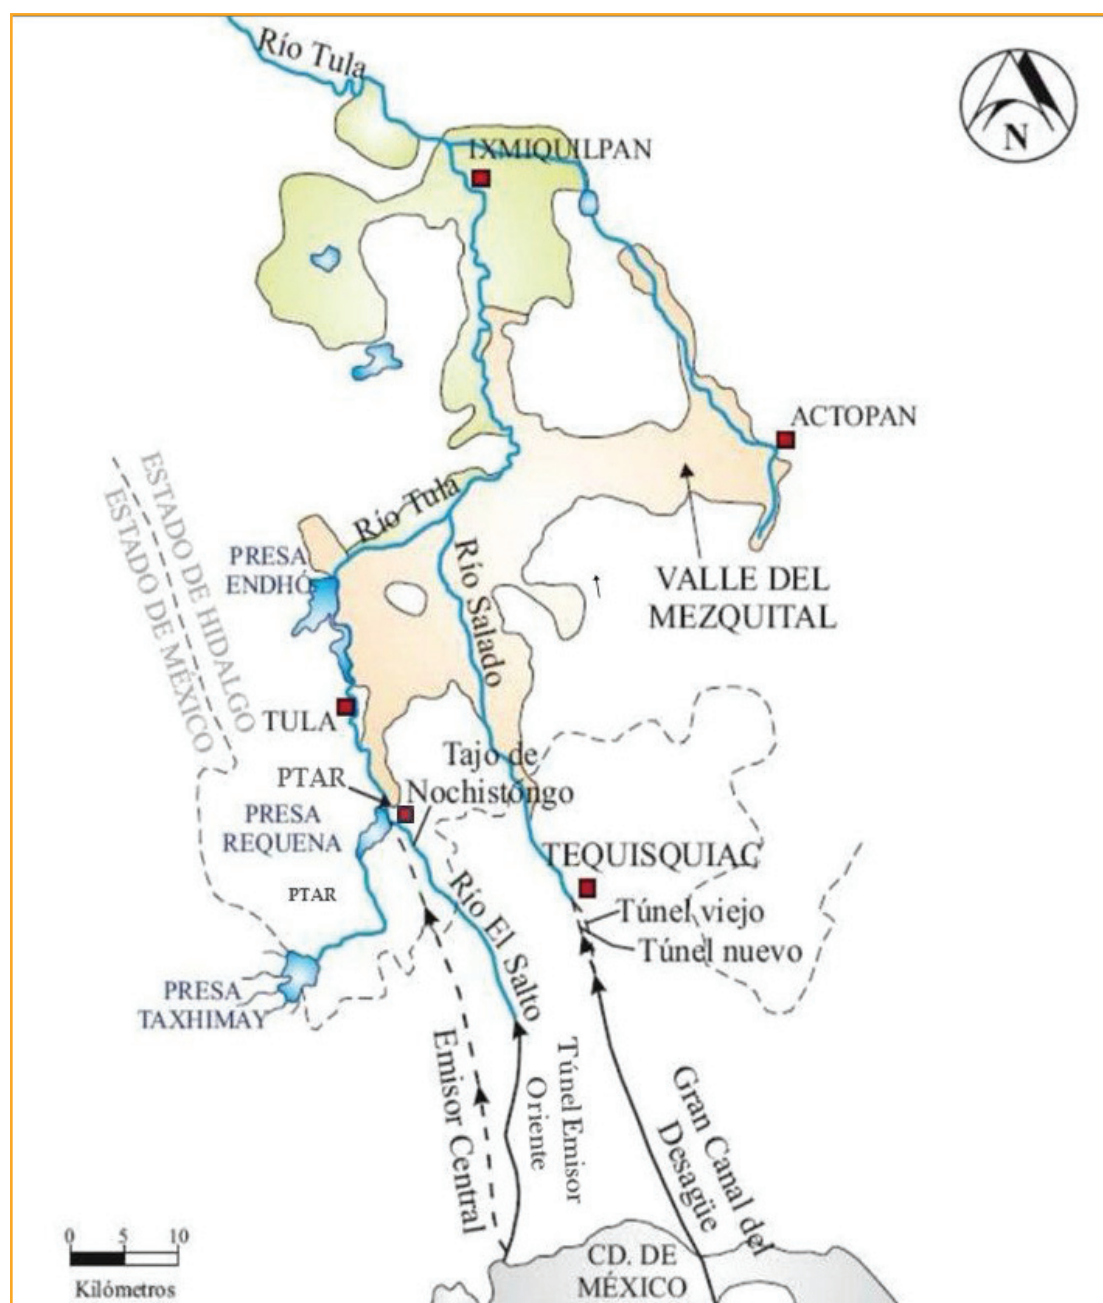 Río Tula
N
IXMIQUILPAN
ACTOPAN
ESTADO DE HIDALGO
ESTADO DE MÉXICO
Río Tula
PRESA
ENDHÓ
Río Salado
VALLE DEL
MEZQUITAL
TULA
Tajo de
Nochistongo
PTAR
PRESA
REQUENA
TEQUISQUIAC
PTAR
Túnel viejo
Túnel nuevo
Río El Salto
PRESA
TAXHIMAY
Emisor Central
Túnel Emisor
Oriente
Gran Canal del
Desagüe
0 5 10
Kilómetros
CD. DE
MÉXICO